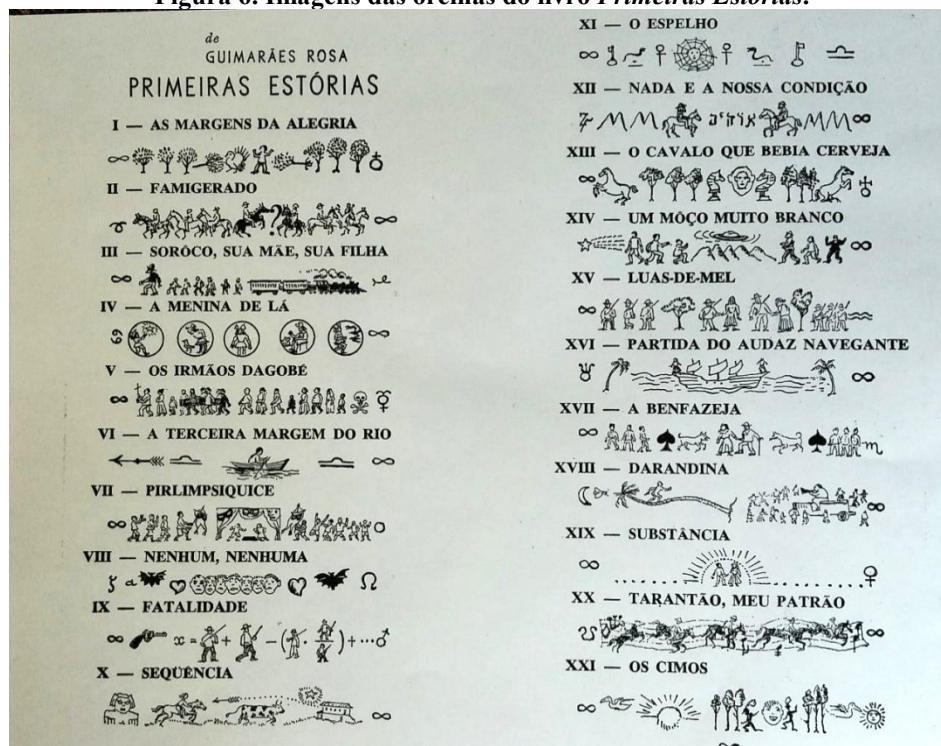 Figura 6. Imagens das orelhas do livro Primeiras Estórias.
de
GUIMARÃES ROSA
PRIMEIRAS ESTÓRIAS
I — AS MARGENS DA ALEGRIA
II — FAMIGERADO
III — SORÔCO, SUA MÃE, SUA FILHA
IV — A MENINA DE LÁ
V — OS IRMÃOS DAGOBÉ
VI — A TERCEIRA MARGEM DO RIO
VII — PIRLIMPSIQUICE
VIII — NENHUM, NENHUMA
IX — FATALIDADE
X — SEQÜÊNCIA
XI — O ESPELHO
XII — NADA E A NOSSA CONDIÇÃO
XIII — O CAVALO QUE BEBIA CERVEJA
XIV — UM MÔÇO MUITO BRANCO
XV — LUAS-DE-MEL
XVI — PARTIDA DO AUDAZ NAVEGANTE
XVII — A BENFAZEJA
XVIII — DARANDINA
XIX — SUBSTÂNCIA
XX — TARANTÃO, MEU PATRÃO
XXI — OS CIMOS